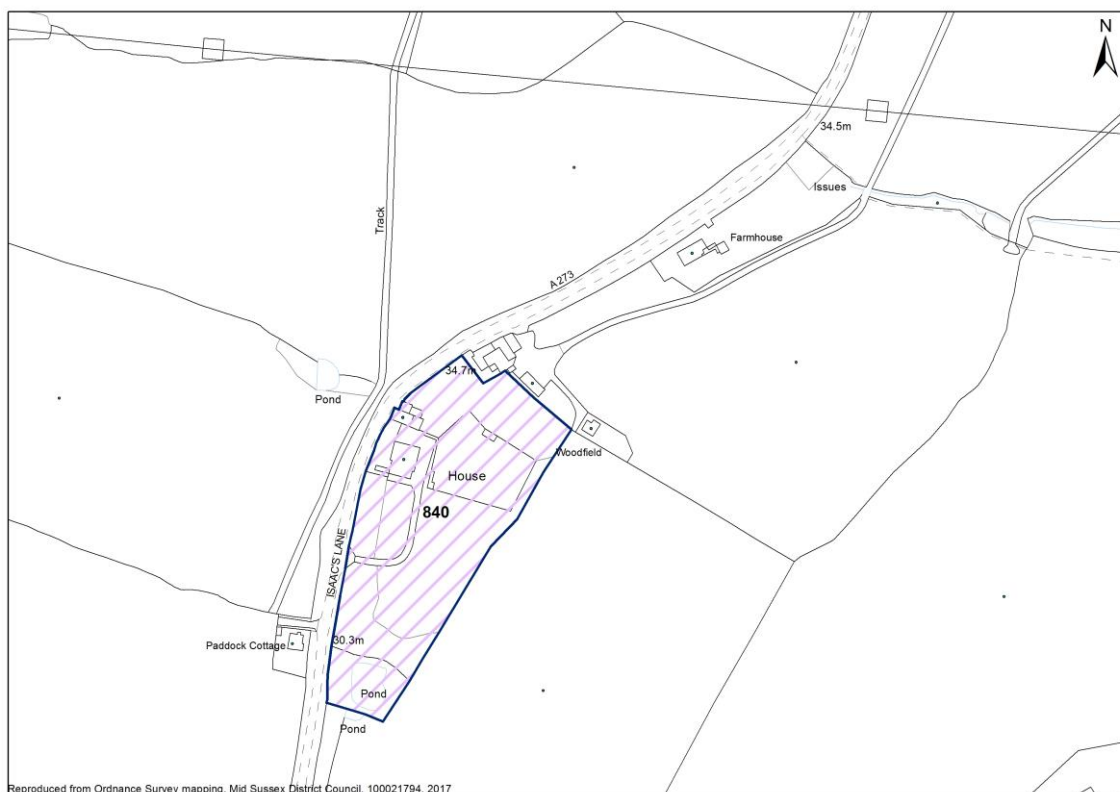 N
34.5m
Issues
Track
Farmhouse
A 273
34.7m
Pond
Woodfield
House
840
ISAAC'S LANE
30.3m
Paddock Cottage
Pond
Pond
Reproduced from Ordnance Survey mapping, Mid Sussex District Council, 100021794, 2017